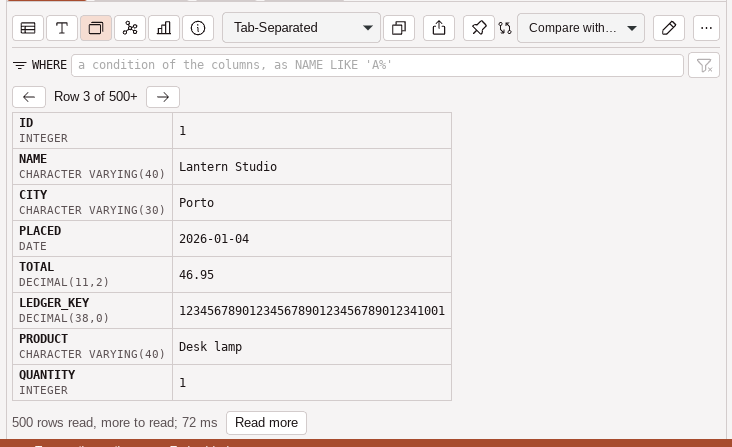 Tab-Separated
Compare with...
WHERE a condition of the columns, as NAME LIKE 'A%'
Row 3 of 500+
ID
INTEGER
1
NAME
CHARACTER VARYING(40)
Lantern Studio
CITY
CHARACTER VARYING(30)
Porto
PLACED
DATE
2026-01-04
TOTAL
DECIMAL(11,2)
46.95
LEDGER_KEY
DECIMAL(38,0)
12345678901234567890123456789012341001
PRODUCT
CHARACTER VARYING(40)
Desk lamp
QUANTITY
INTEGER
1
500 rows read, more to read; 72 ms
Read more